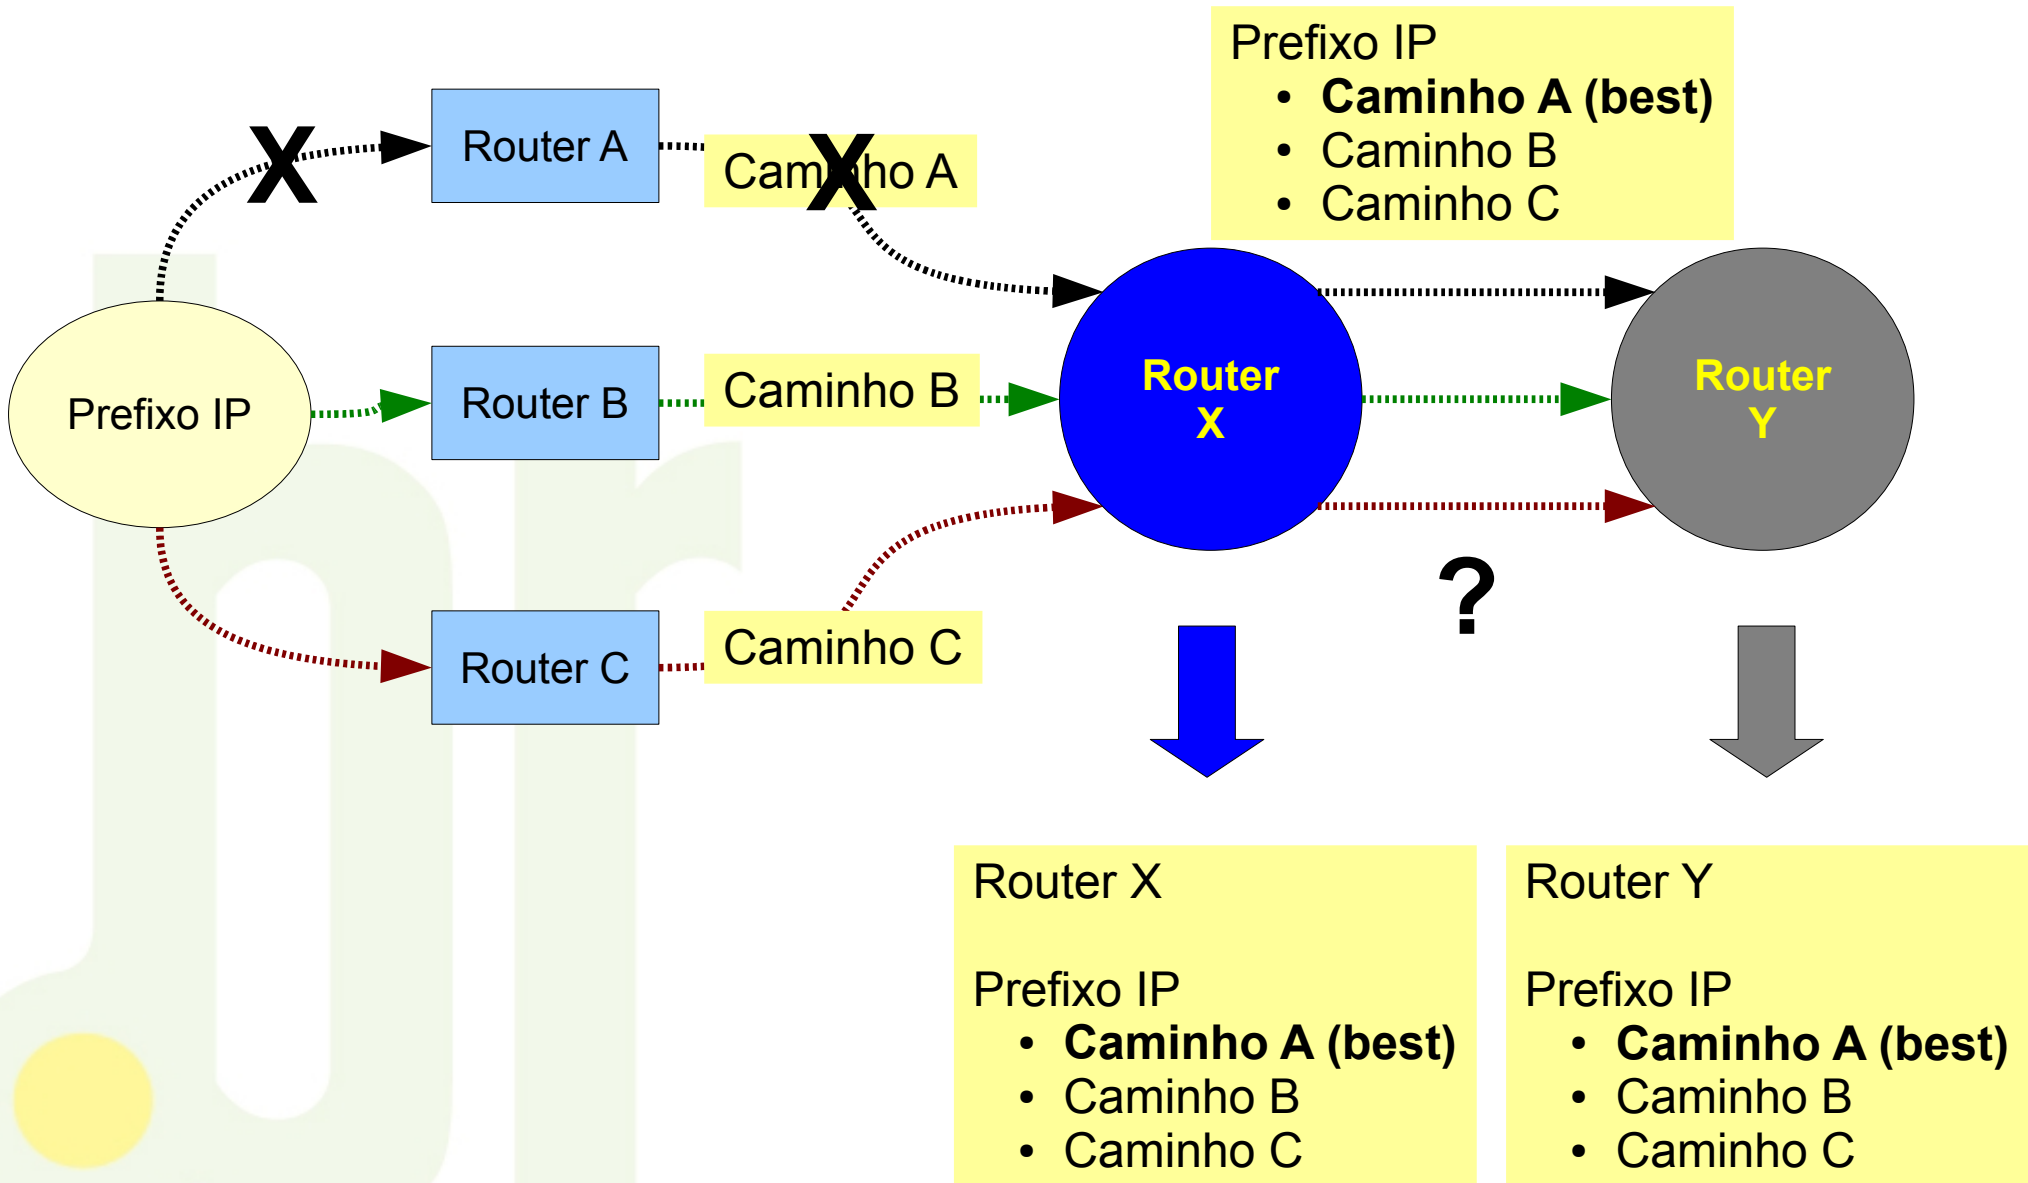 Prefixo IP
• Caminho A (best)
• Caminho B
• Caminho C
X
Router A
Caminho A
X
Prefixo IP
Router B
Caminho B
Router
X
Router
Y
Router C
Caminho C
?
Router X
Prefixo IP
• Caminho A (best)
• Caminho B
• Caminho C
Router Y
Prefixo IP
• Caminho A (best)
• Caminho B
• Caminho C
.br